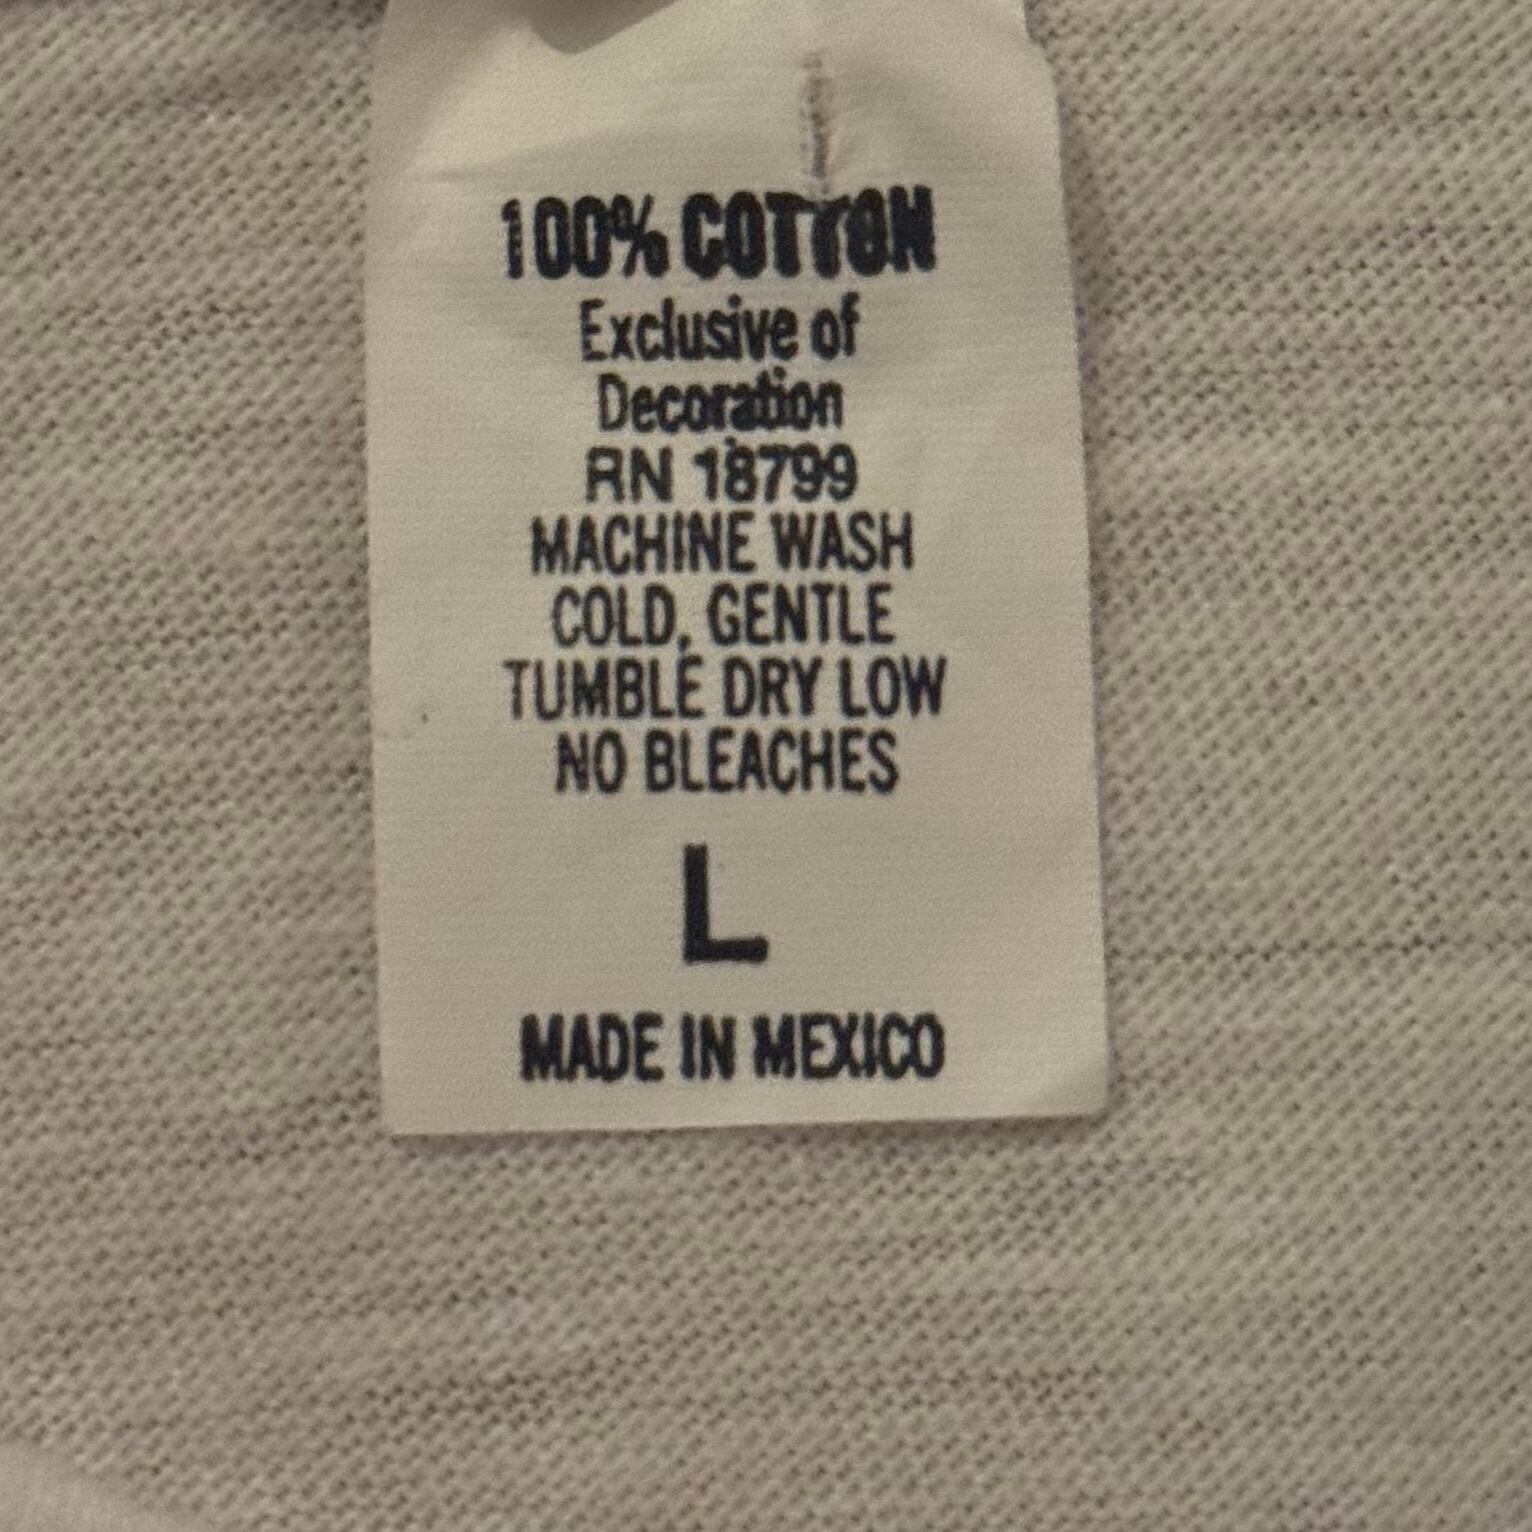 100% COTTON
Exclusive of
Decoration
RN 18799
MACHINE WASH
COLD, GENTLE
TUMBLE DRY LOW
NO BLEACHES
L
MADE IN MEXICO